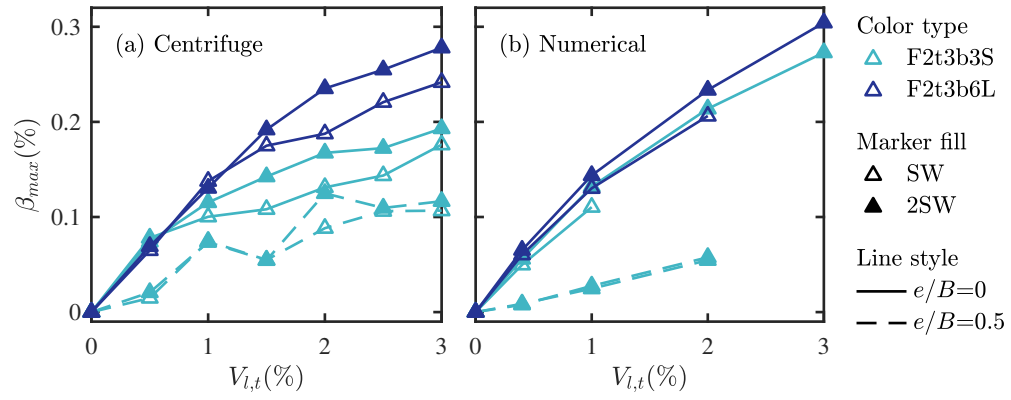 (a) Centrifuge
(b) Numerical
0.3
0.2
0.1
0
β_max(%)
0 1 2 3
0 1 2 3
V_l,t(%)
V_l,t(%)
Color type
F2t3b3S
F2t3b6L
Marker fill
SW
2SW
Line style
e/B=0
e/B=0.5